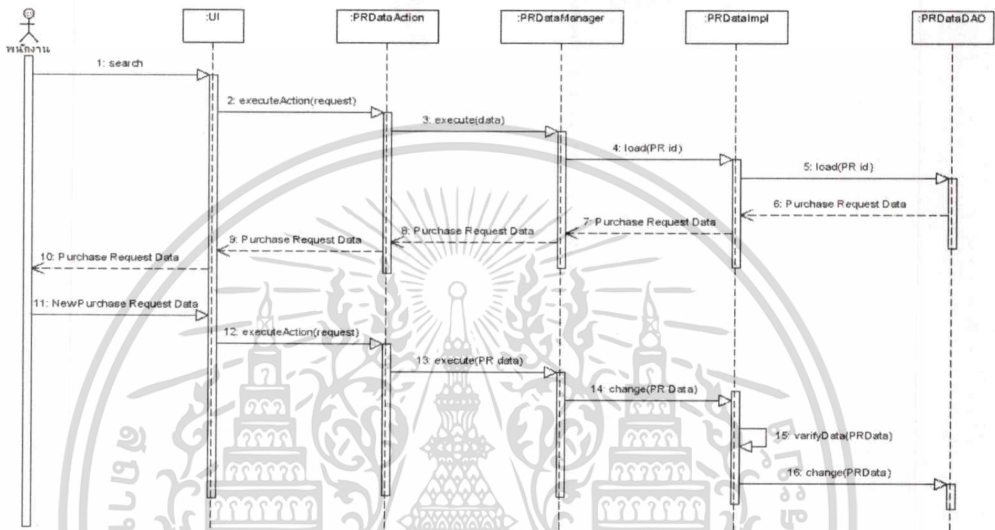 :UI
:PRDataAction
:PRDataManager
:PRDataImpl
:PRDataDAO
พนักงาน
1: search
2: executeAction(request)
3: execute(data)
4: load(PR id)
5: load(PR id)
6: Purchase Request Data
7: Purchase Request Data
8: Purchase Request Data
9: Purchase Request Data
10: Purchase Request Data
11: NewPurchase Request Data
12: executeAction(request)
13: execute(PR data)
14: change(PR Data)
15: varifyData(PRData)
16: change(PRData)